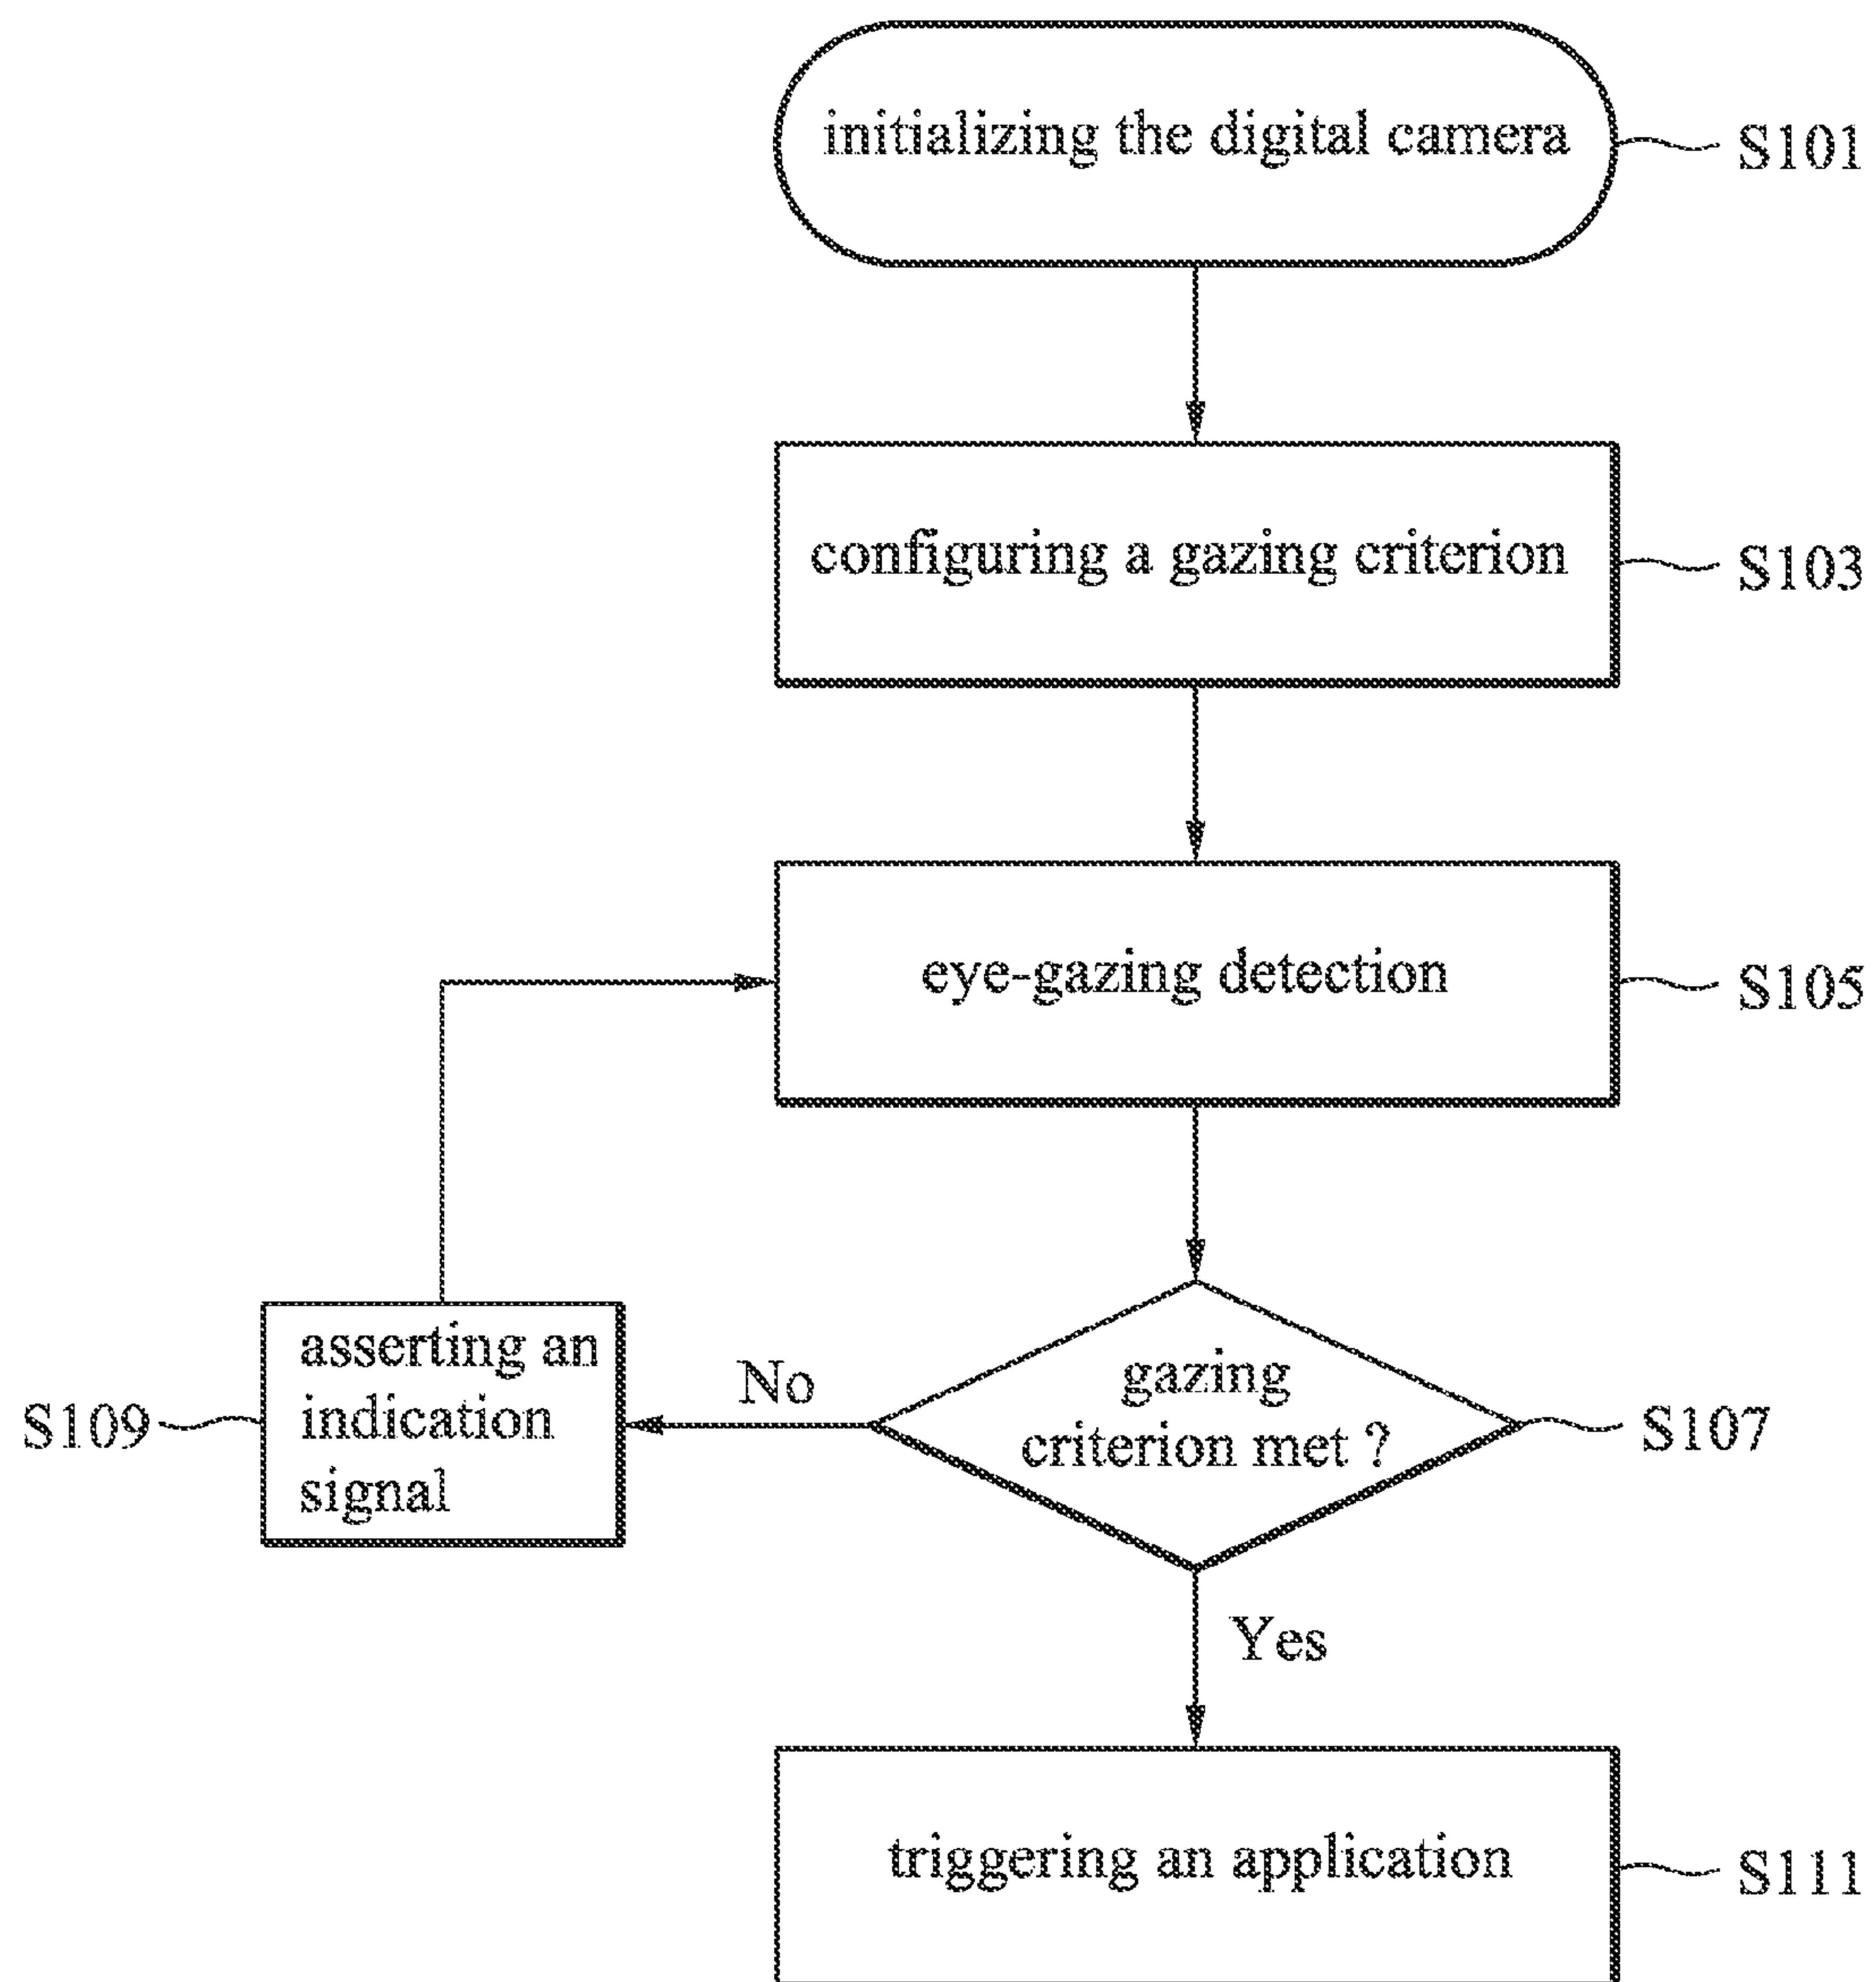 initializing the digital camera
S101
configuring a gazing criterion
S103
eye-gazing detection
S105
gazing
criterion met ?
S107
No
asserting an
indication
signal
S109
Yes
triggering an application
S111